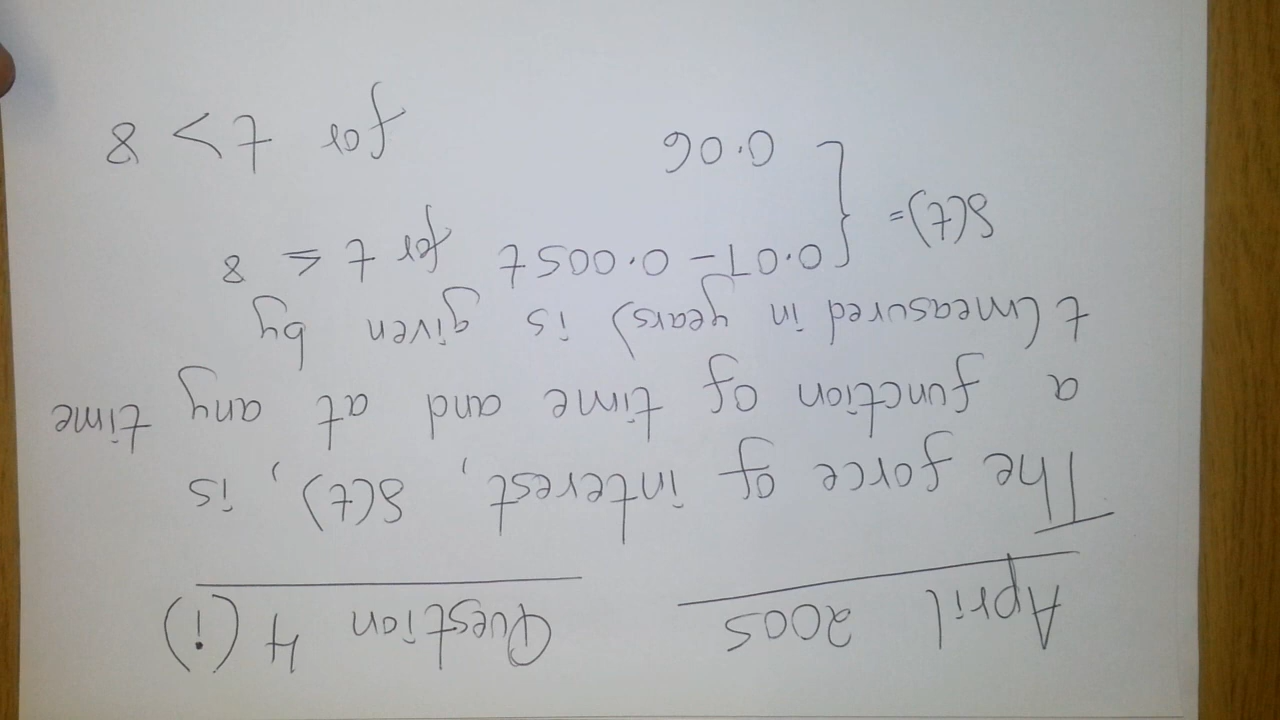 April 2005 Question 4 (i)
The force of interest, δ(t), is
a function of time and at any time
t (measured in years) is given by
0.07 - 0.005t for t ≤ 8
δ(t)=
0.06 for t > 8